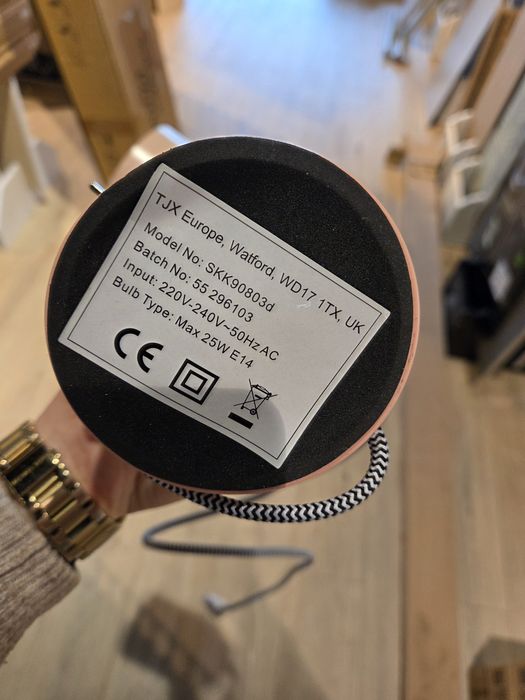 TJX Europe, Watford, WD17 1TX, UK
Model No: SKK90803d
Batch No: 55 296103
Input: 220V-240V~50Hz AC
Bulb Type: Max 25W E14
CE